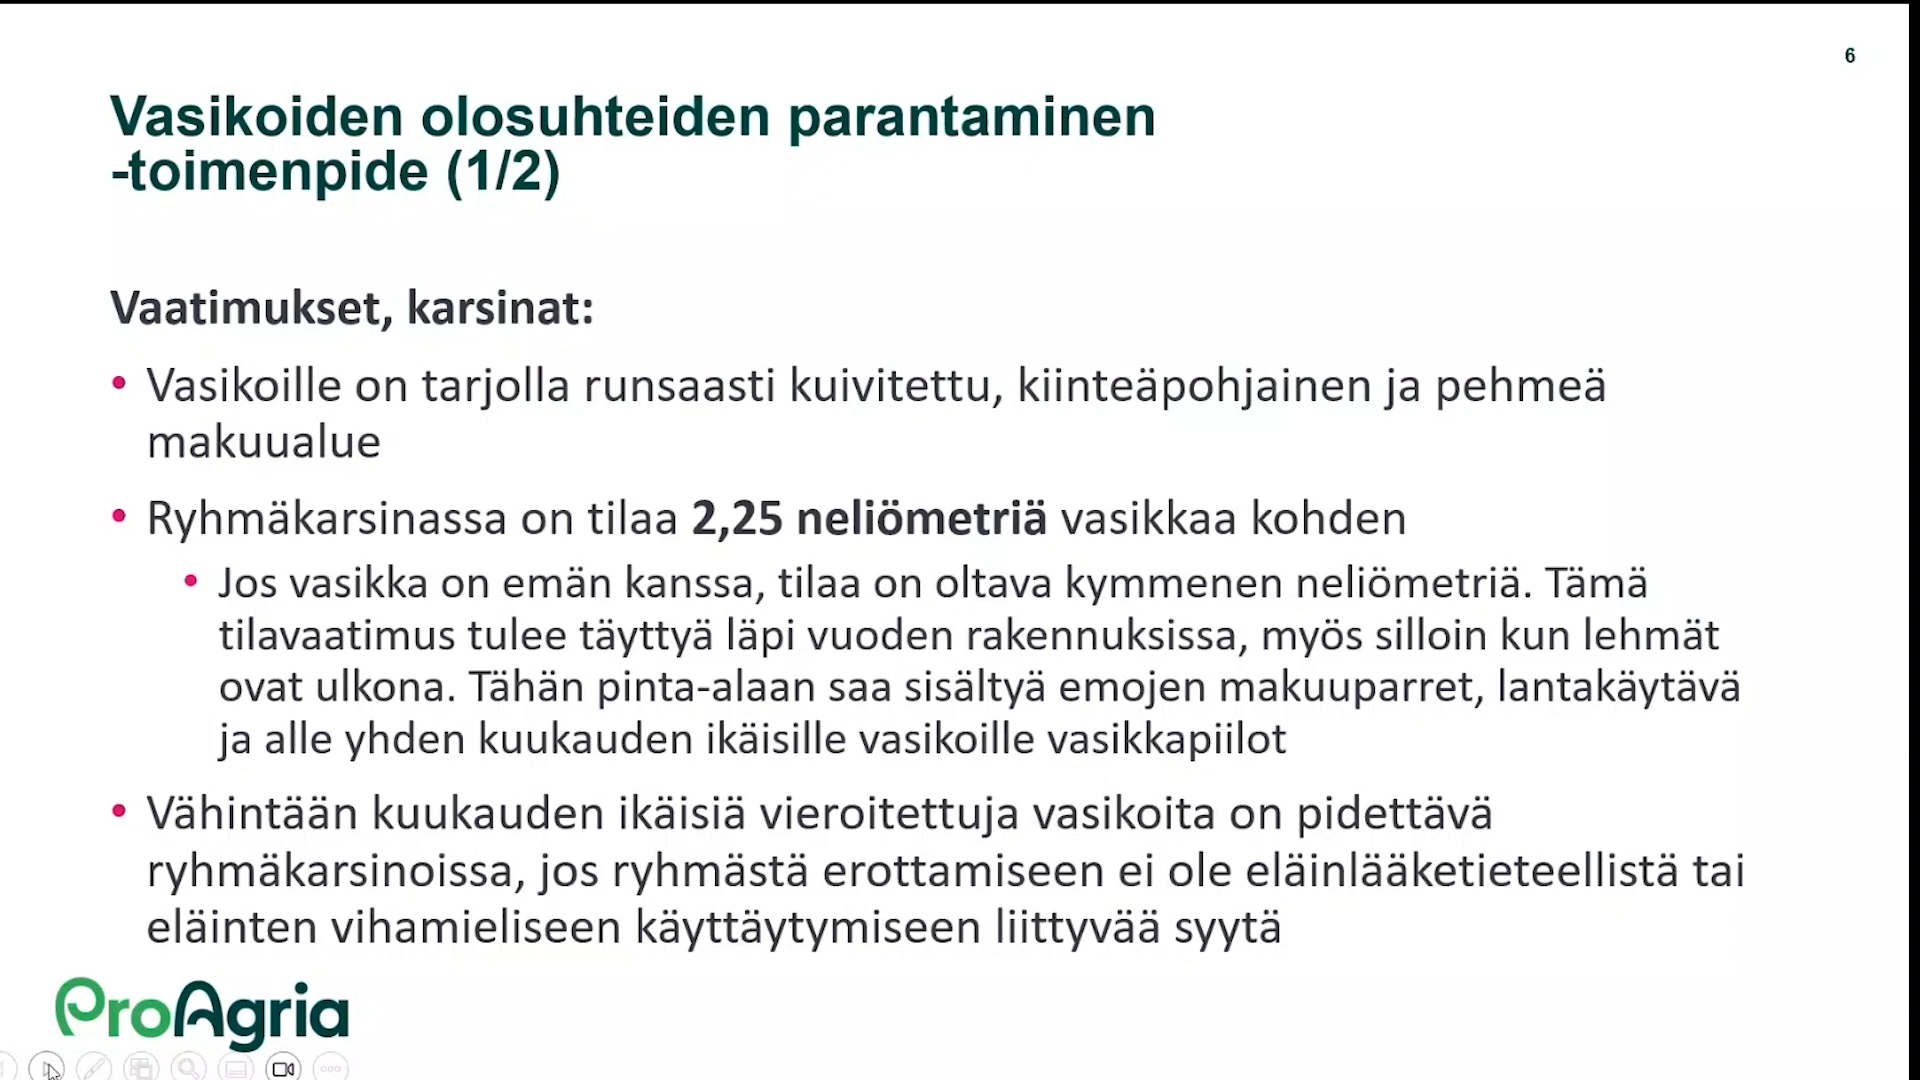 6
Vasikoiden olosuhteiden parantaminen
-toimenpide (1/2)
Vaatimukset, karsinat:
• Vasikoille on tarjolla runsaasti kuivitettu, kiinteäpohjainen ja pehmeä
makuualue
• Ryhmäkarsinassa on tilaa 2,25 neliömetriä vasikkaa kohden
• Jos vasikka on emän kanssa, tilaa on oltava kymmenen neliömetriä. Tämä
tilavaatimus tulee täyttyä läpi vuoden rakennuksissa, myös silloin kun lehmät
ovat ulkona. Tähän pinta-alaan saa sisältyä emojen makuuparret, lantakäytävä
ja alle yhden kuukauden ikäisille vasikoille vasikkapiilot
• Vähintään kuukauden ikäisiä vieroitettuja vasikoita on pidettävä
ryhmäkarsinoissa, jos ryhmästä erottamiseen ei ole eläinlääketieteellistä tai
eläinten vihamieliseen käyttäytymiseen liittyvää syytä
ProAgria